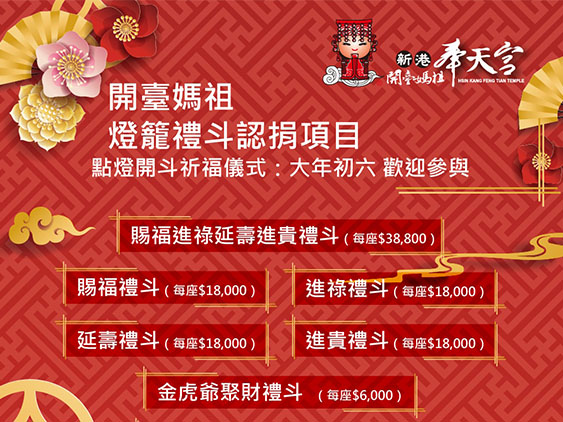 新港
開臺媽祖
奉天宮
HSIN KANG FENG TIAN TEMPLE
開臺媽祖
燈籠禮斗認捐項目
點燈開斗祈福儀式：大年初六 歡迎參與
賜福進祿延壽進貴禮斗（每座$38,800）
賜福禮斗（每座$18,000）
進祿禮斗（每座$18,000）
延壽禮斗（每座$18,000）
進貴禮斗（每座$18,000）
金虎爺聚財禮斗 （每座$6,000）